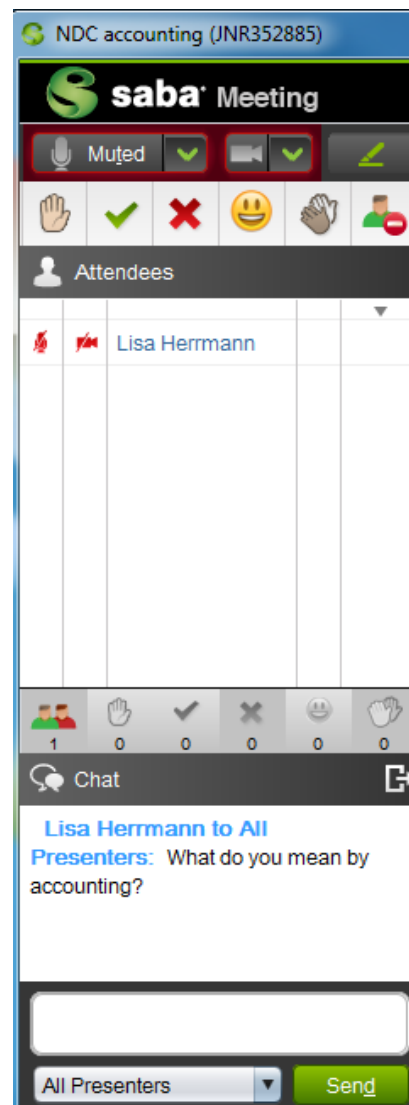 NDC accounting (JNR352885)
saba Meeting
Muted
Attendees
Lisa Herrmann
1 0 0 0 0 0
Chat
Lisa Herrmann to All
Presenters: What do you mean by
accounting?
All Presenters
Send